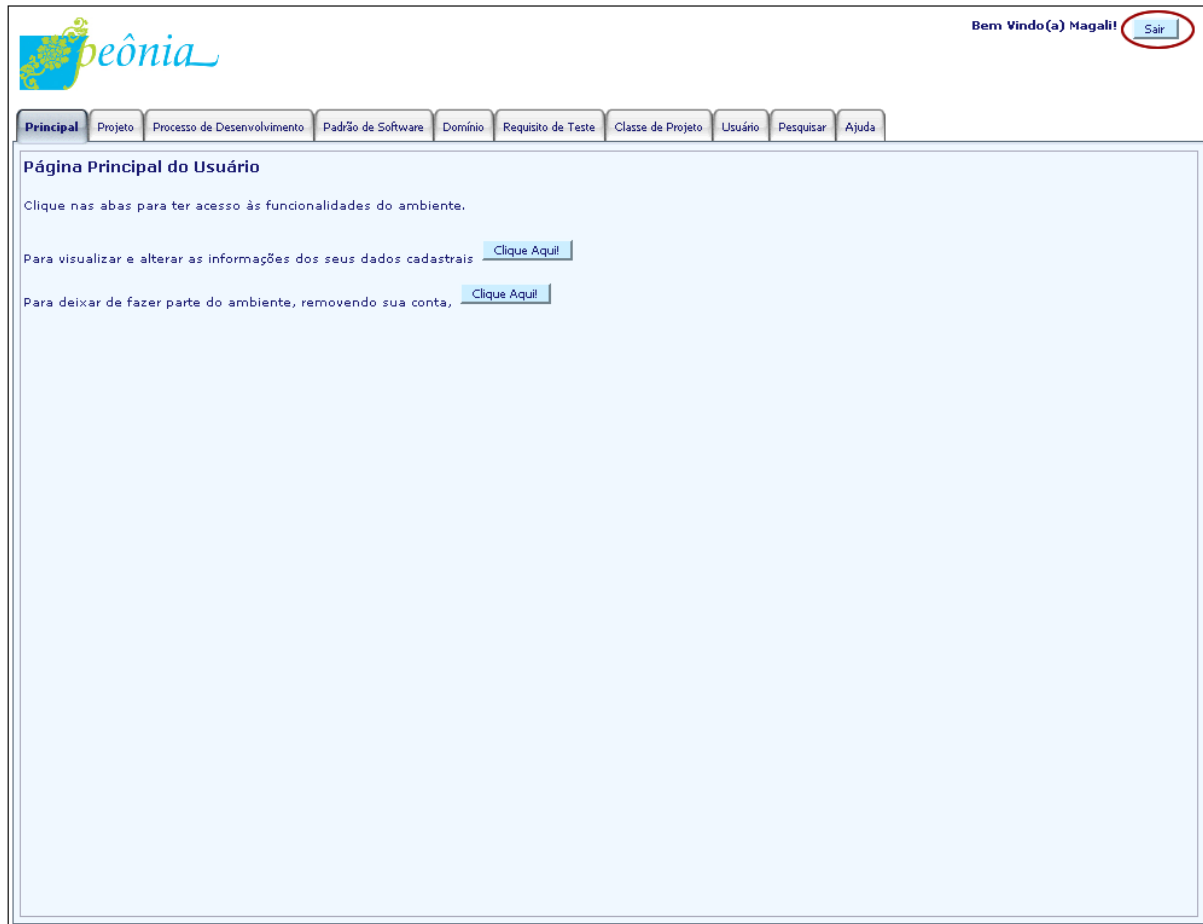 peônia
Bem Vindo(a) Magali! Sair
Principal Projeto Processo de Desenvolvimento Padrão de Software Domínio Requisito de Teste Classe de Projeto Usuário Pesquisar Ajuda
Página Principal do Usuário
Clique nas abas para ter acesso às funcionalidades do ambiente.
Para visualizar e alterar as informações dos seus dados cadastrais Clique Aqui!
Para deixar de fazer parte do ambiente, removendo sua conta, Clique Aqui!